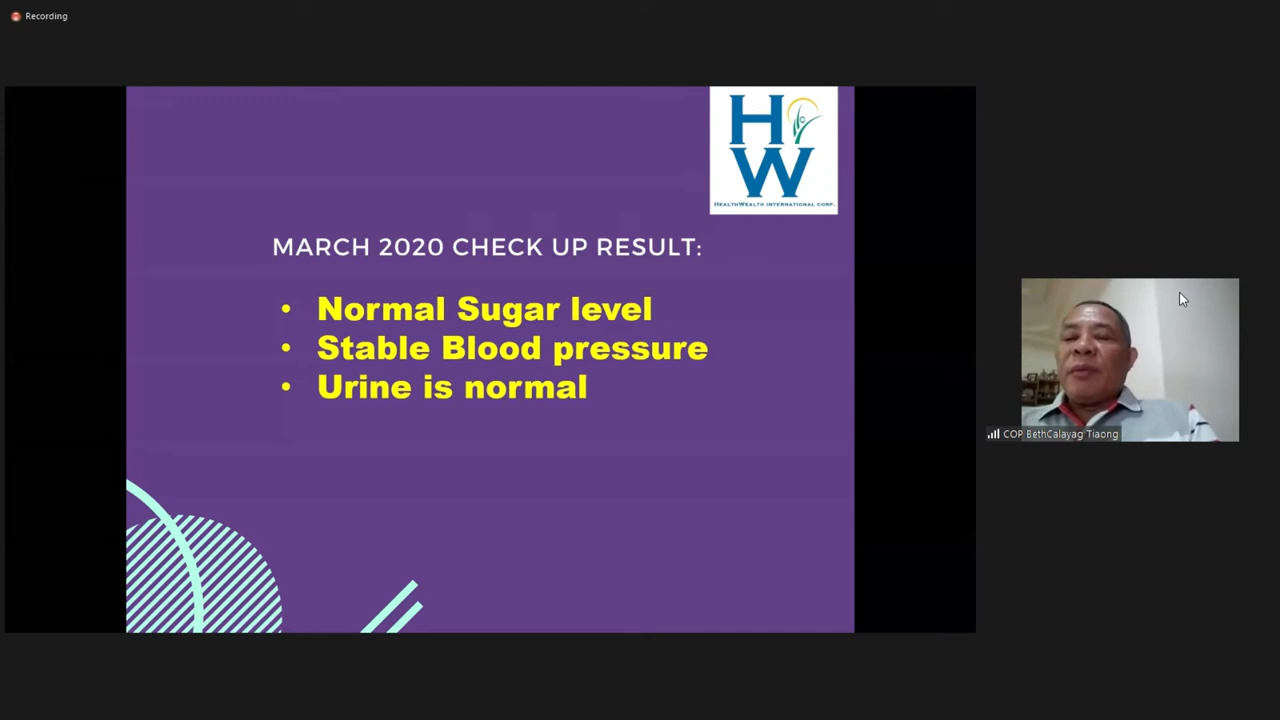 Recording
H
W
HEALTHWEALTH INTERNATIONAL CORP.
MARCH 2020 CHECK UP RESULT:
• Normal Sugar level
• Stable Blood pressure
• Urine is normal
COP BethCalayag Tiaong